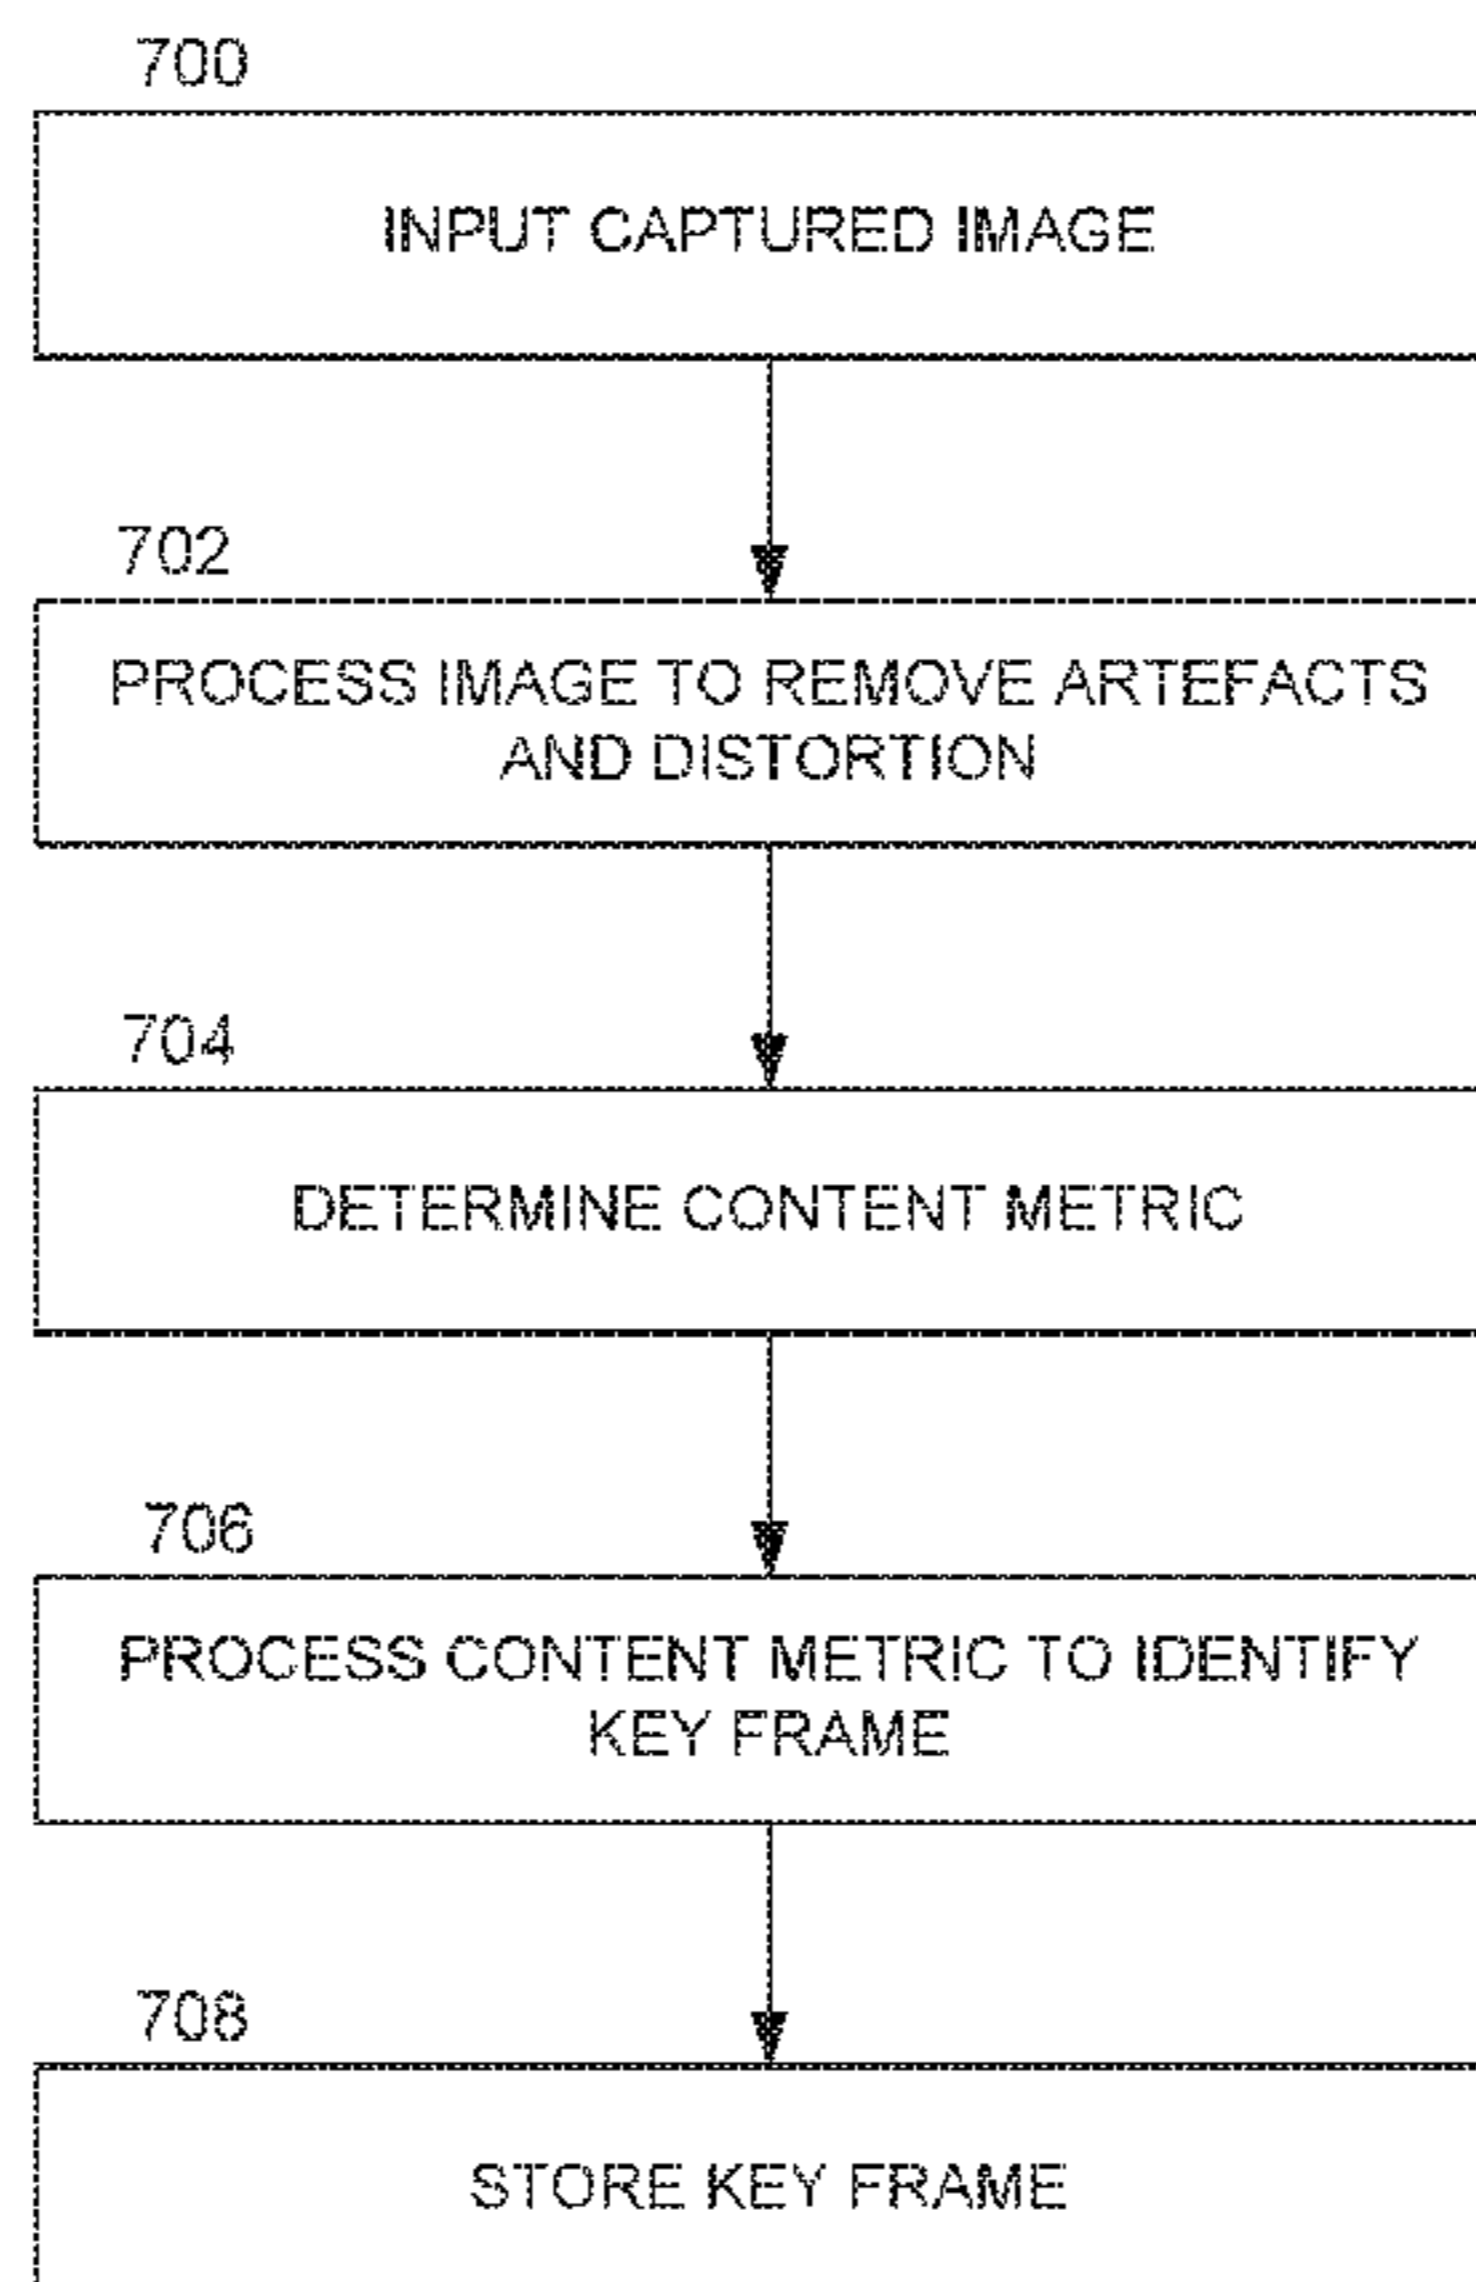 700
INPUT CAPTURED IMAGE
702
PROCESS IMAGE TO REMOVE ARTEFACTS
AND DISTORTION
704
DETERMINE CONTENT METRIC
706
PROCESS CONTENT METRIC TO IDENTIFY
KEY FRAME
708
STORE KEY FRAME